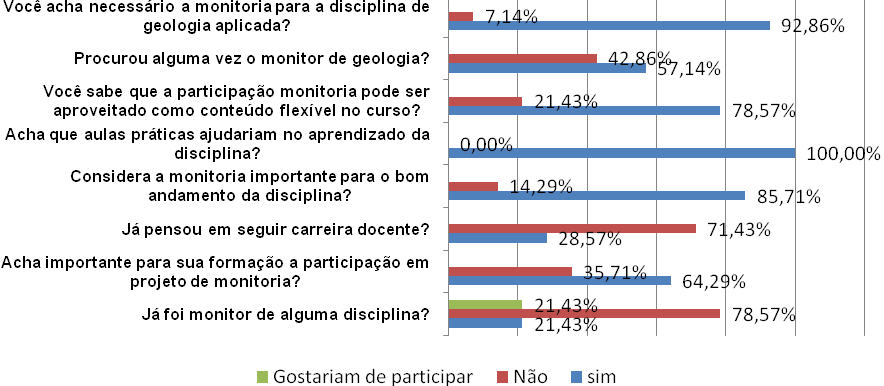 Você acha necessário a monitoria para a disciplina de
geologia aplicada?
7,14%
92,86%
Procurou alguma vez o monitor de geologia?
42,86%
57,14%
Você sabe que a participação monitoria pode ser
aproveitado como conteúdo flexível no curso?
21,43%
78,57%
Acha que aulas práticas ajudariam no aprendizado da
disciplina?
0,00%
100,00%
Considera a monitoria importante para o bom
andamento da disciplina?
14,29%
85,71%
Já pensou em seguir carreira docente?
71,43%
28,57%
Acha importante para sua formação a participação em
projeto de monitoria?
35,71%
64,29%
Já foi monitor de alguma disciplina?
21,43%
78,57%
21,43%
Gostariam de participar
Não
sim